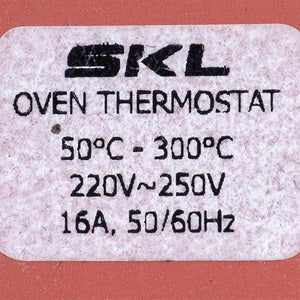 SKL
OVEN THERMOSTAT
50°C - 300°C
220V~250V
16A, 50/60Hz